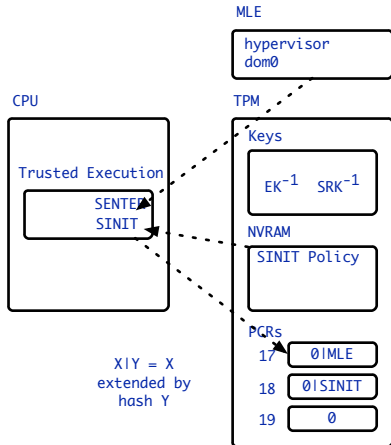 MLE
hypervisor
dom0
CPU
TPM
Keys
Trusted Execution
EK-1 SRK-1
SENTER
SINIT
NVRAM
SINIT Policy
PCRs
17 0|MLE
X|Y = X
extended by
hash Y
18 0|SINIT
19 0